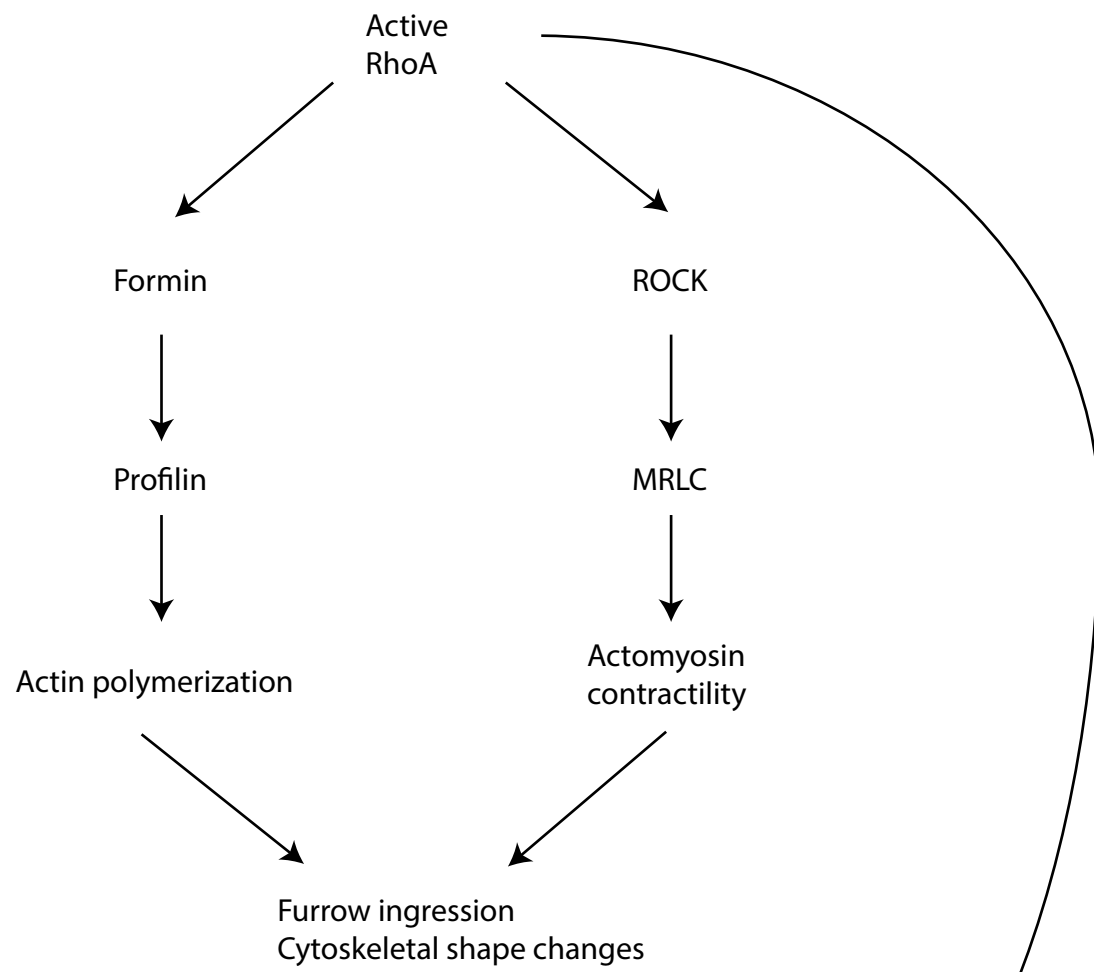 Active
RhoA
Formin
ROCK
Profilin
MRLC
Actin polymerization
Actomyosin
contractility
Furrow ingression
Cytoskeletal shape changes